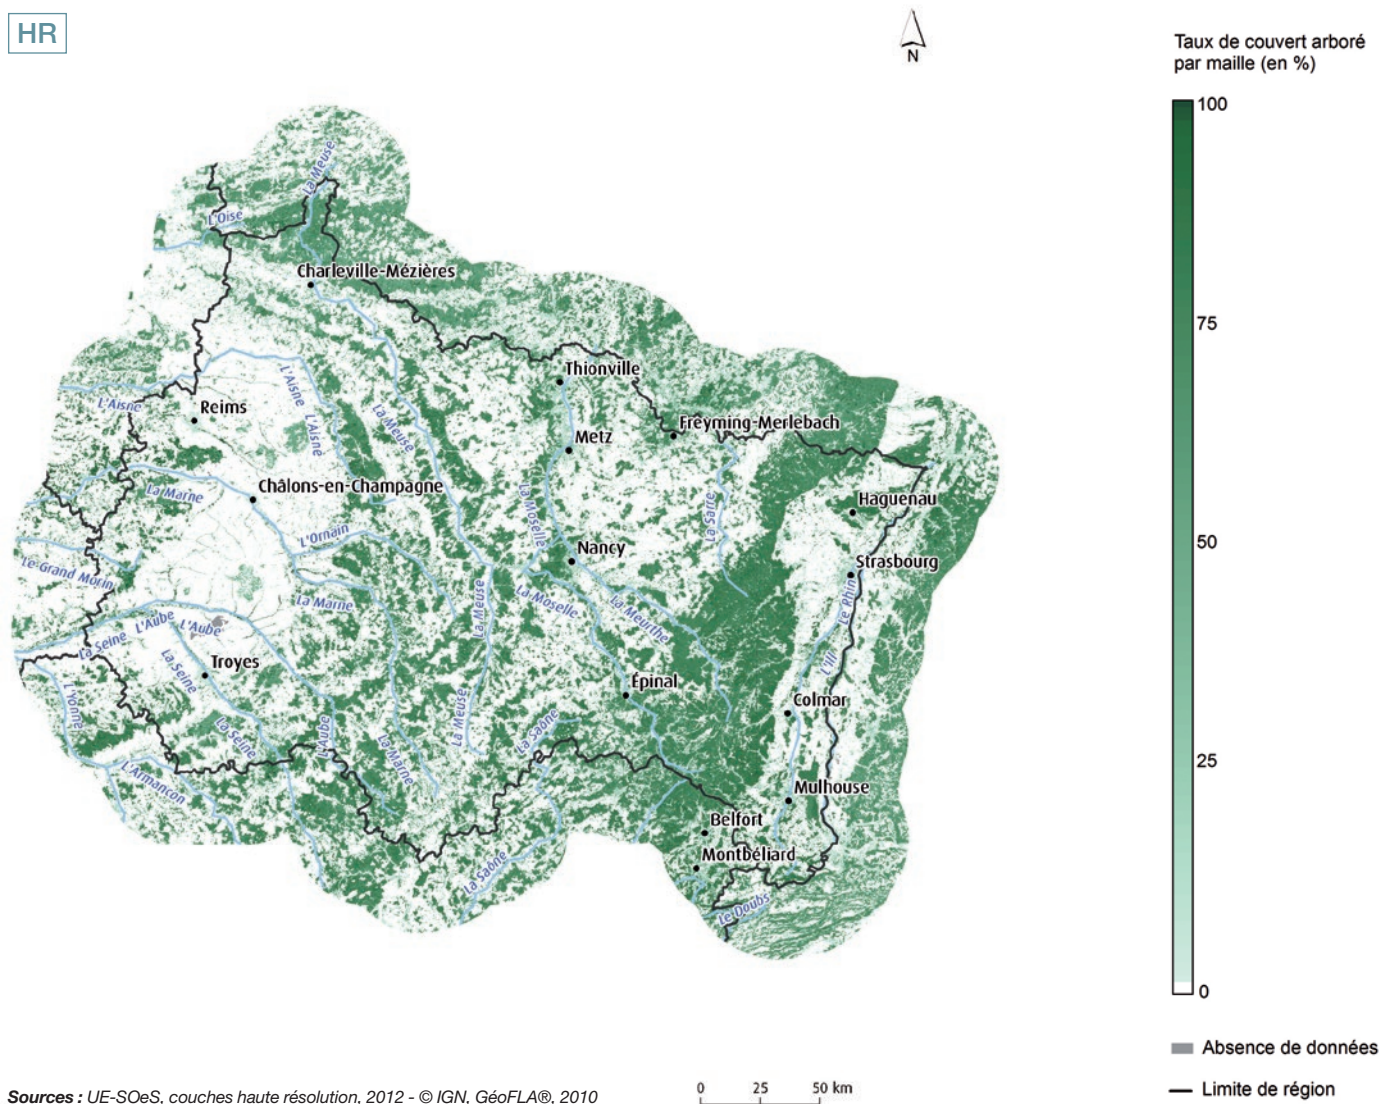 HR
N
Taux de couvert arboré
par maille (en %)
100
75
50
25
0
Absence de données
Limite de région
La Meuse
L'Oise
Charleville-Mézières
Thionville
L'Aisne
L'Aisne
L'Aisne
Reims
La Meuse
Freyming-Merlebach
Metz
Châlons-en-Champagne
La Marne
La Moselle
La Sarre
Haguenau
L'Ornain
Nancy
Strasbourg
Le Grand Morin
La Marne
La Meuse
La Moselle
La Meurthe
Le Rhin
La Seine
L'Aube
L'Aube
L'Ill
Troyes
La Seine
Épinal
L'Yonne
Colmar
La Seine
L'Aube
La Meuse
La Saône
La Marne
L'Armançon
Mulhouse
Belfort
Montbéliard
La Saône
Le Doubs
0 25 50 km
Sources : UE-SOeS, couches haute résolution, 2012 - © IGN, GéoFLA®, 2010